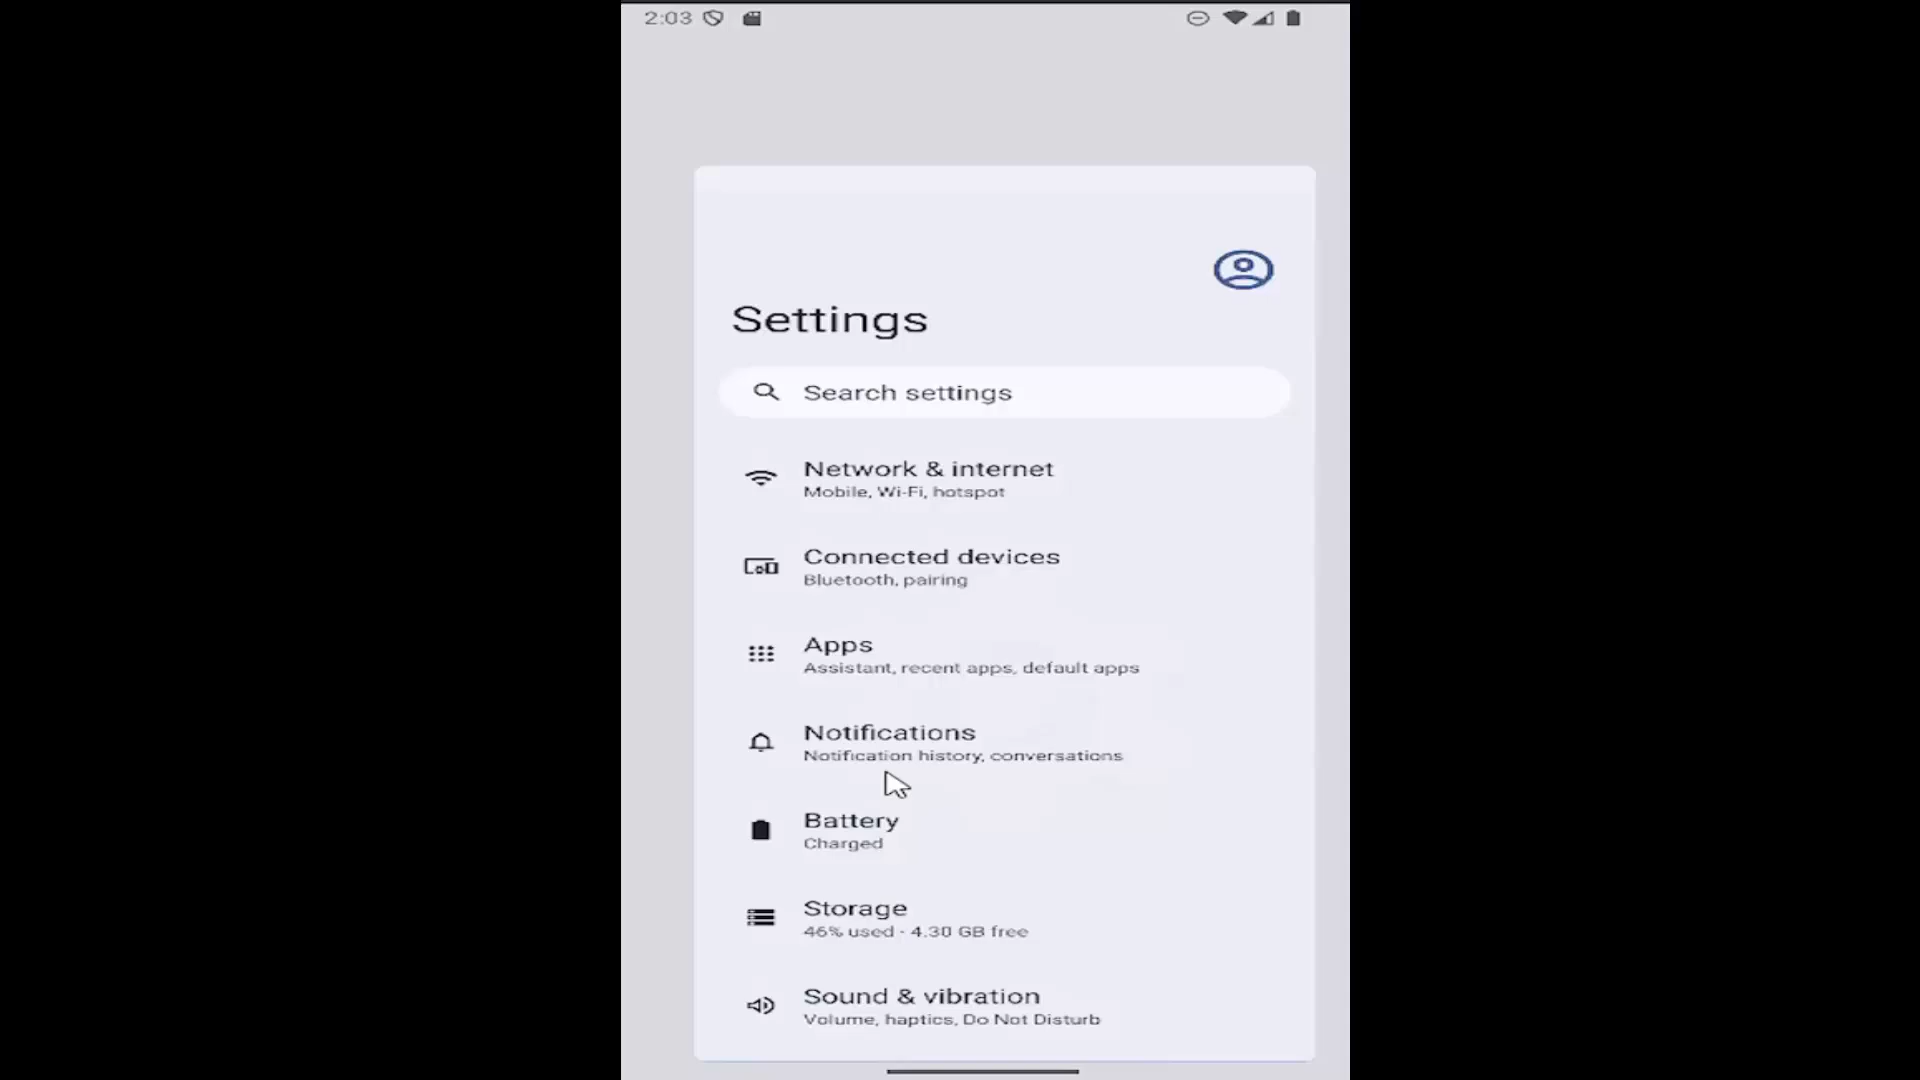 2:03
Settings
Search settings
Network & internet
Mobile, Wi-Fi, hotspot
Connected devices
Bluetooth, pairing
Apps
Assistant, recent apps, default apps
Notifications
Notification history, conversations
Battery
Charged
Storage
46% used - 4.30 GB free
Sound & vibration
Volume, haptics, Do Not Disturb